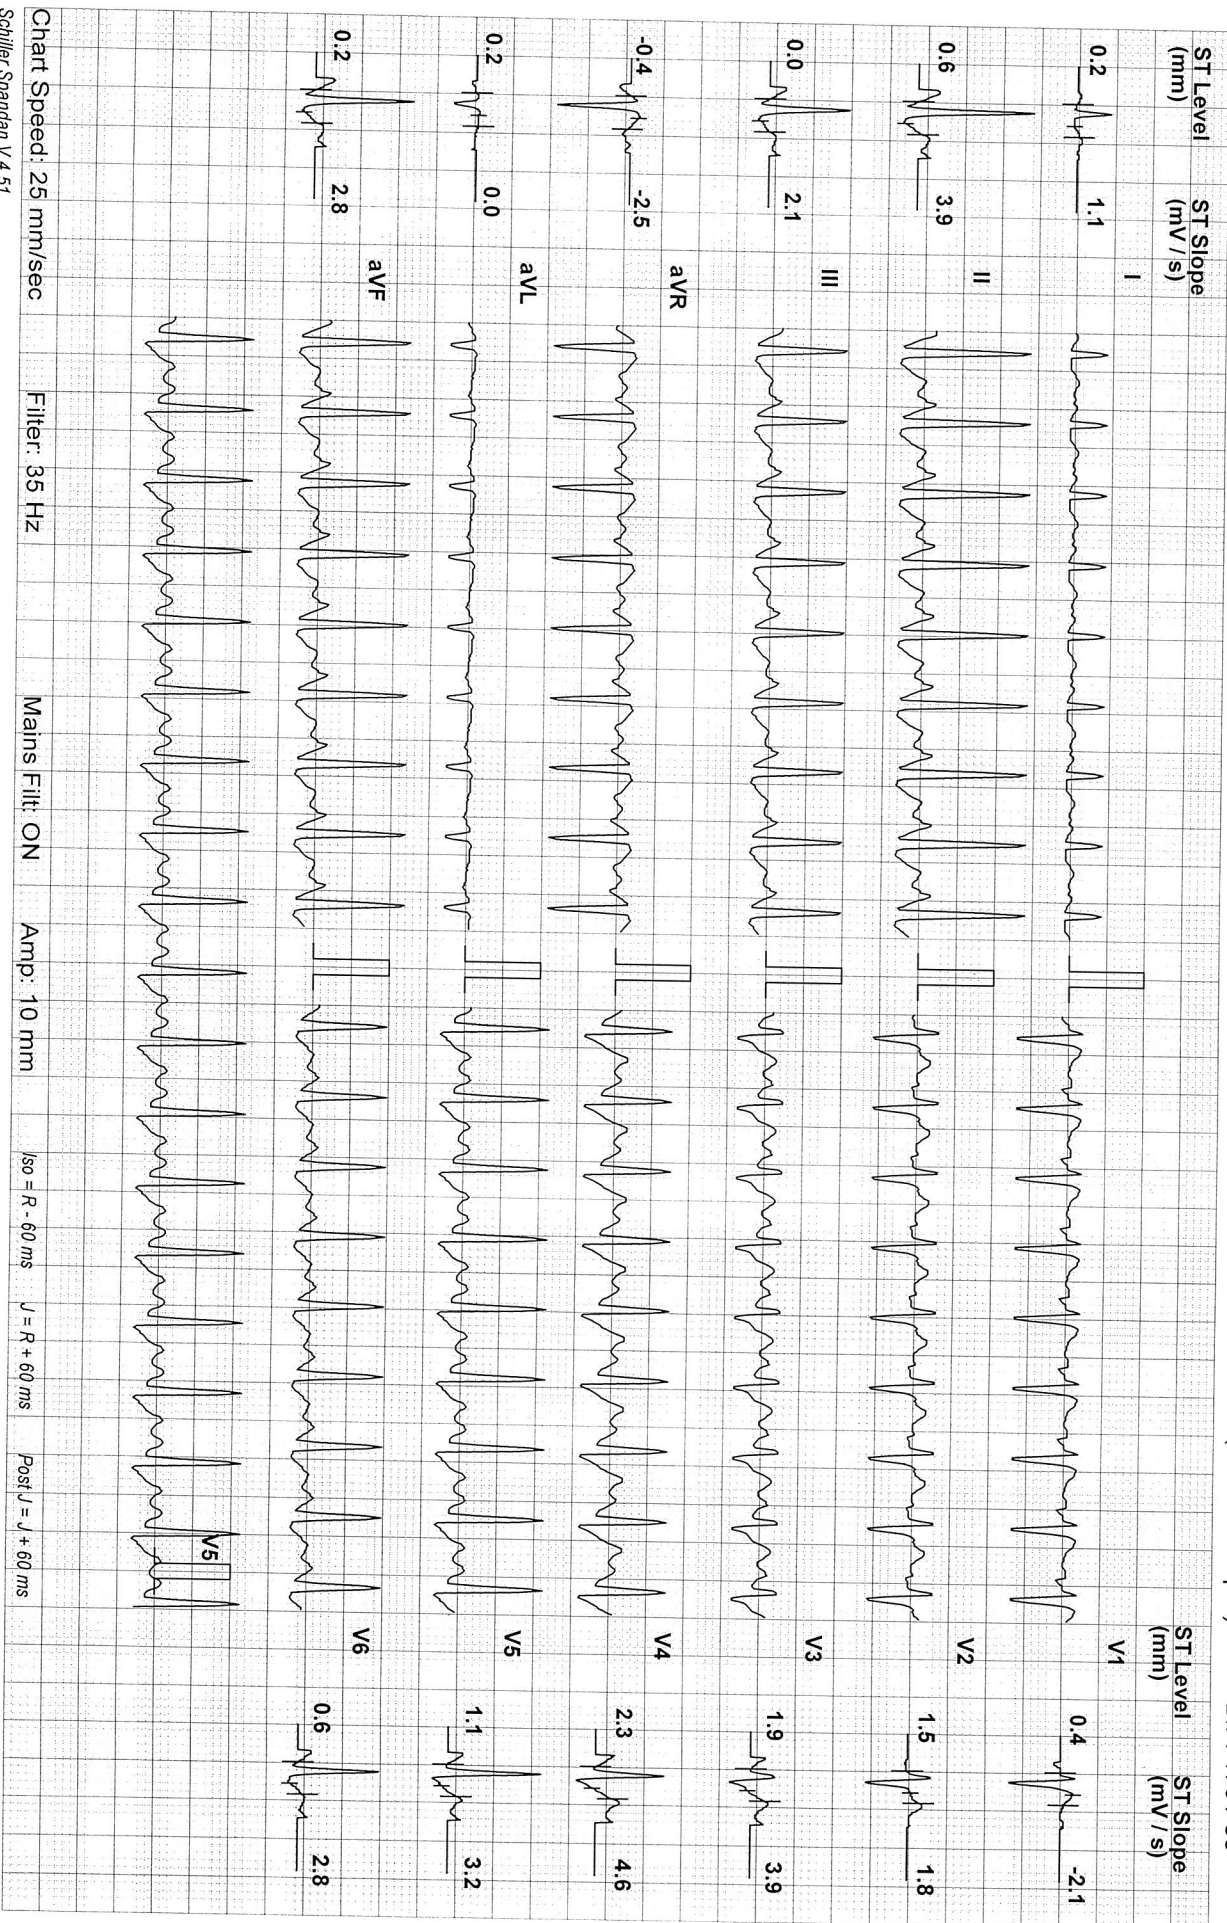 ST Level
(mm)
ST Slope
(mV / s)
ST Level
(mm)
ST Slope
(mV / s)
0.2
1.1
I
V1
0.4
-2.1
0.6
3.9
II
V2
1.5
1.8
0.0
2.1
III
V3
1.9
3.9
-0.4
-2.5
aVR
V4
2.3
4.6
0.2
0.0
aVL
V5
1.1
3.2
0.2
2.8
aVF
V6
0.6
2.8
V5
Chart Speed: 25 mm/sec Filter: 35 Hz Mains Filt: ON Amp: 10 mm Iso = R - 60 ms J = R + 60 ms Post J = J + 60 ms
Schiller Spandan V 4.51